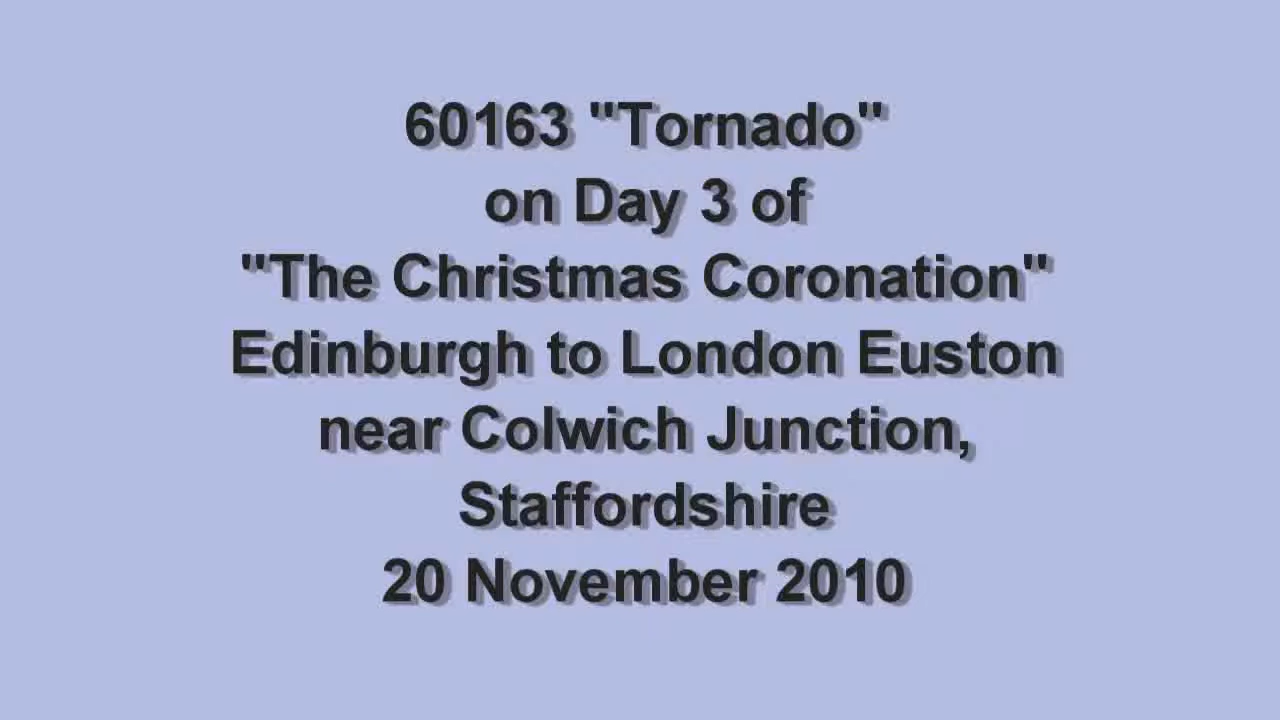 60163 "Tornado"
on Day 3 of
"The Christmas Coronation"
Edinburgh to London Euston
near Colwich Junction,
Staffordshire
20 November 2010